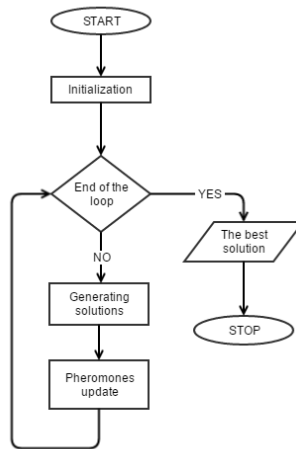 START
Initialization
End of the
loop
YES
The best
solution
NO
Generating
solutions
STOP
Pheromones
update